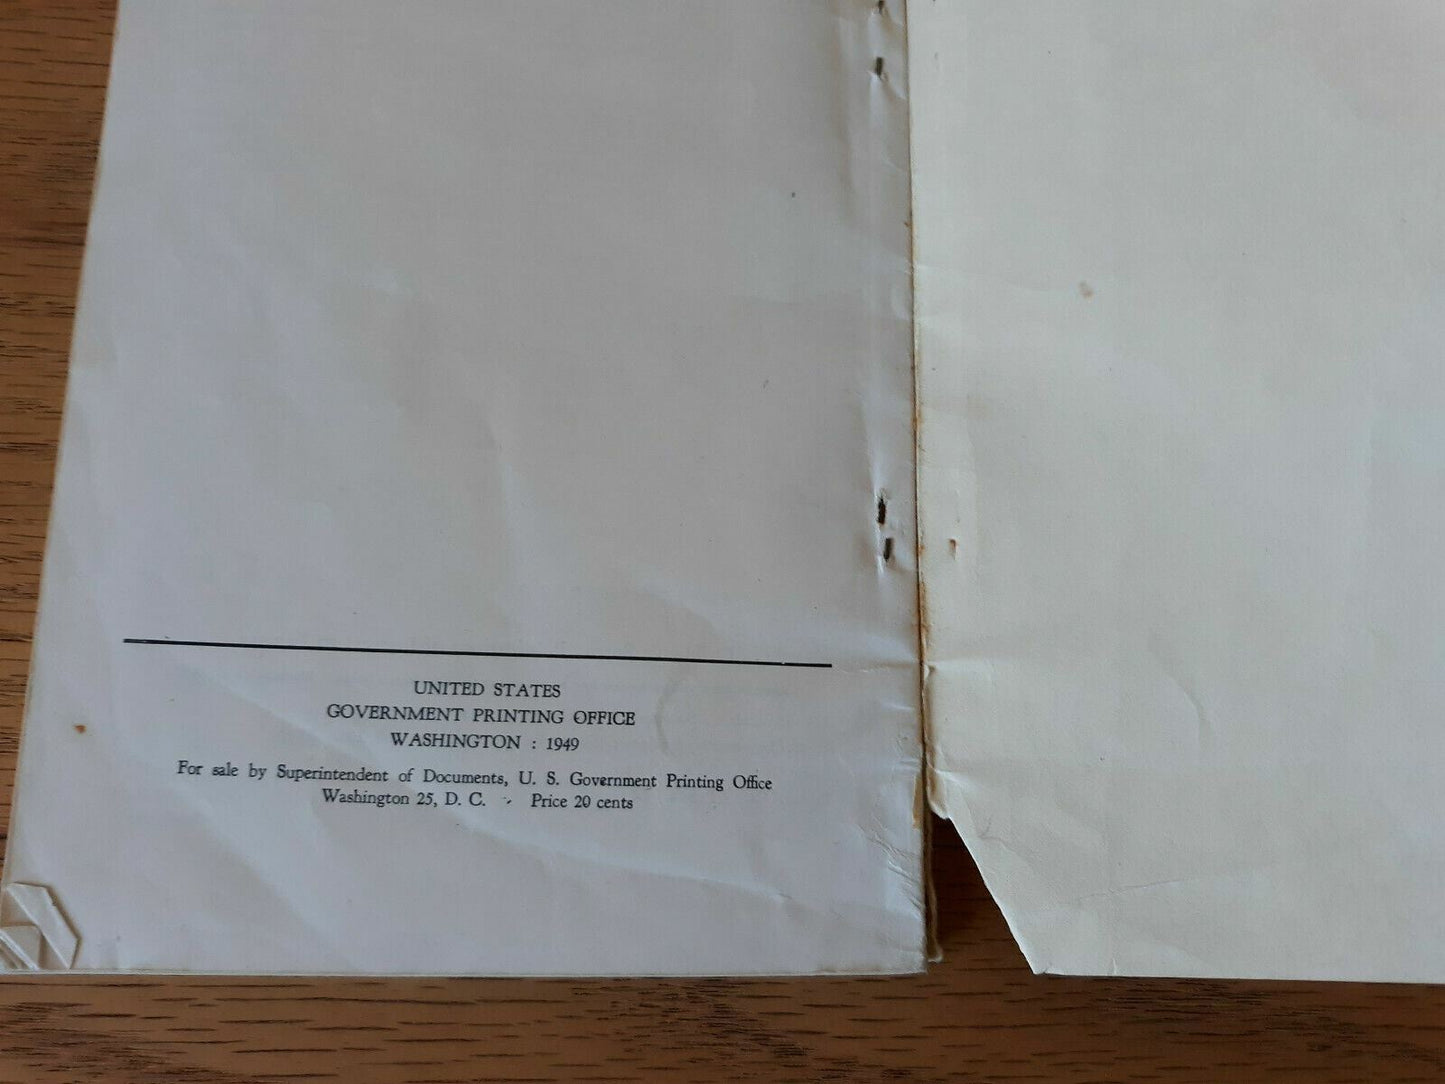 UNITED STATES
GOVERNMENT PRINTING OFFICE
WASHINGTON : 1949
For sale by Superintendent of Documents, U. S. Government Printing Office
Washington 25, D. C. - Price 20 cents